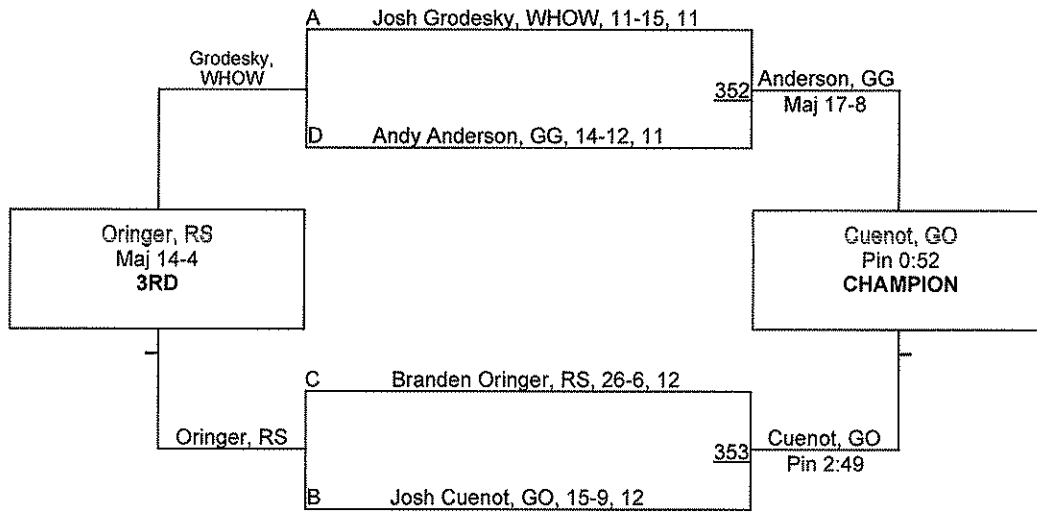 A Josh Grodesky, WHOW, 11-15, 11
Grodesky,
WHOW
352
Anderson, GG
Maj 17-8
D Andy Anderson, GG, 14-12, 11
Oringer, RS
Maj 14-4
3RD
Cuenot, GO
Pin 0:52
CHAMPION
C Branden Oringer, RS, 26-6, 12
Oringer, RS
353
Cuenot, GO
Pin 2:49
B Josh Cuenot, GO, 15-9, 12